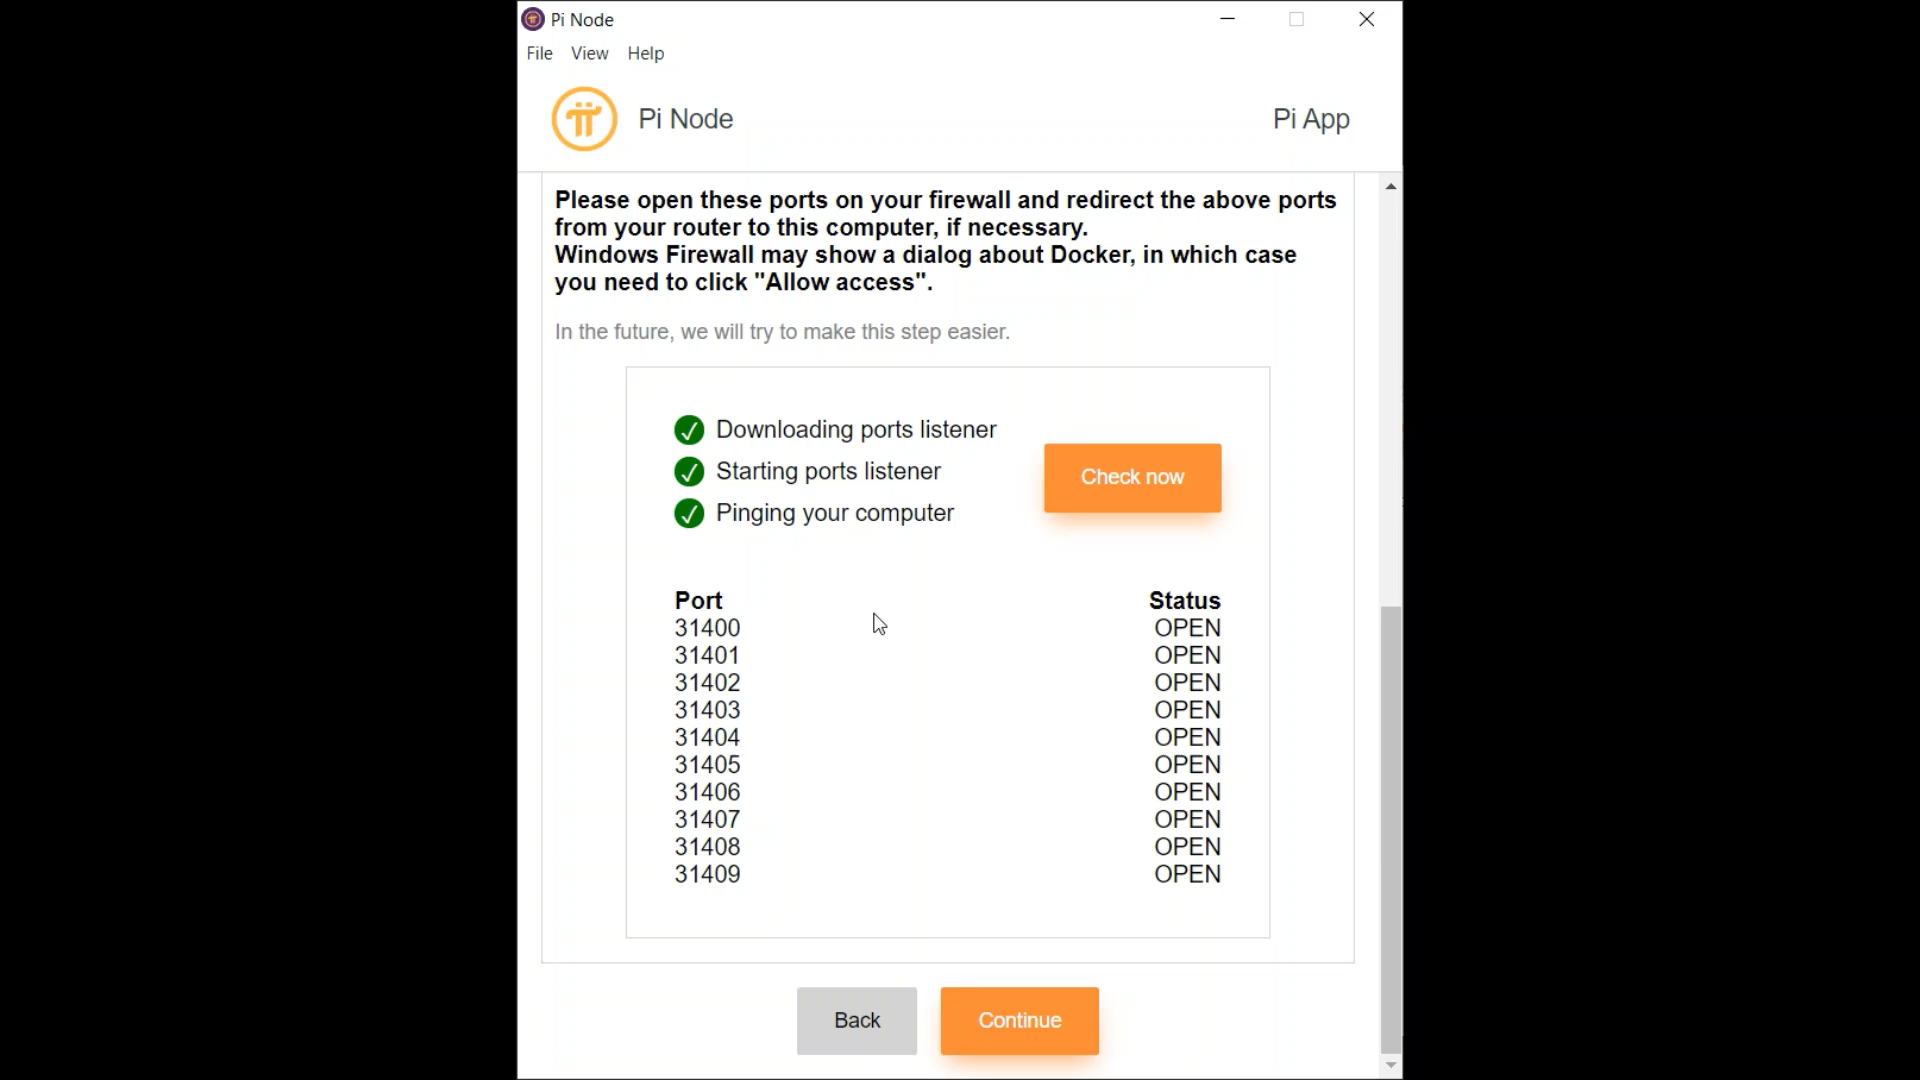 Pi Node
File View Help
Pi Node Pi App
Please open these ports on your firewall and redirect the above ports
from your router to this computer, if necessary.
Windows Firewall may show a dialog about Docker, in which case
you need to click "Allow access".
In the future, we will try to make this step easier.
Downloading ports listener
Starting ports listener
Check now
Pinging your computer
Port Status
31400 OPEN
31401 OPEN
31402 OPEN
31403 OPEN
31404 OPEN
31405 OPEN
31406 OPEN
31407 OPEN
31408 OPEN
31409 OPEN
Back Continue